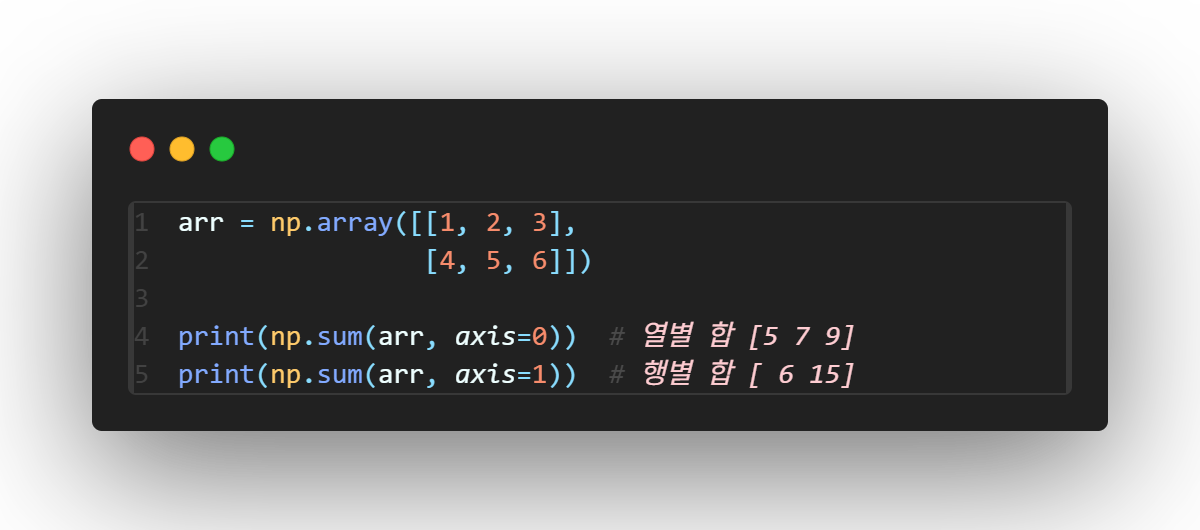 1 arr = np.array([[1, 2, 3],
2                 [4, 5, 6]])
3
4 print(np.sum(arr, axis=0))  # 열별 합 [5 7 9]
5 print(np.sum(arr, axis=1))  # 행별 합 [ 6 15]